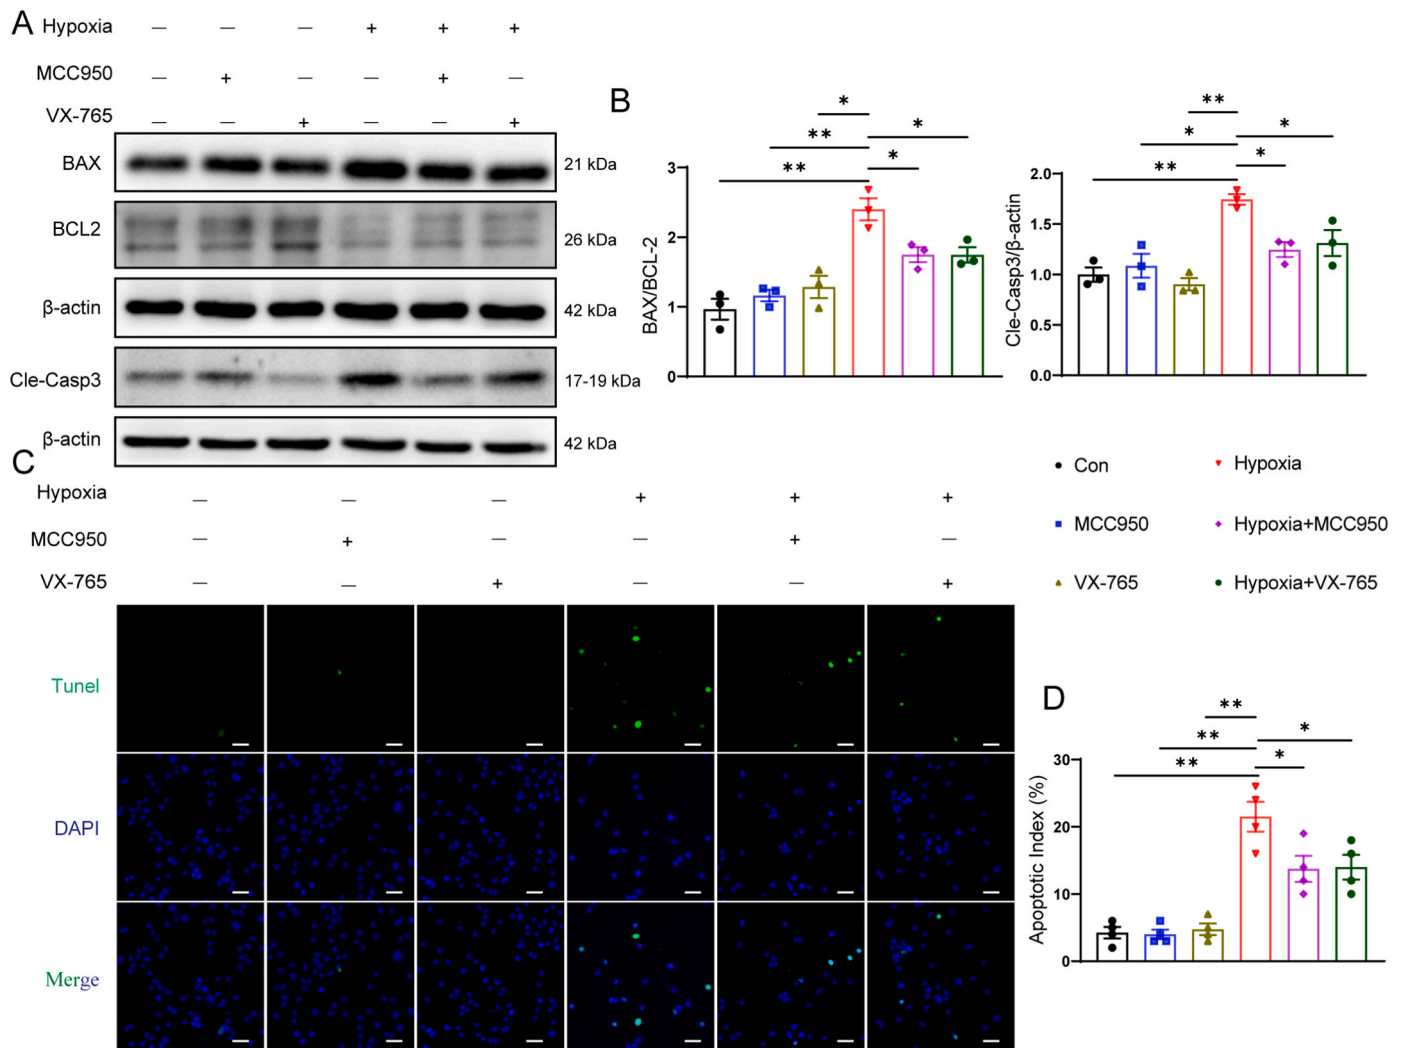 A
Hypoxia — — — + + +
MCC950 — + — — + —
VX-765 — — + — — +
BAX 21 kDa
BCL2 26 kDa
β-actin 42 kDa
Cle-Casp3 17-19 kDa
β-actin 42 kDa
B
BAX/BCL-2
3
2
1
0
** ** * * *
Cle-Casp3/β-actin
2.0
1.5
1.0
0.5
0.0
** * ** * *
Con
Hypoxia
MCC950
Hypoxia+MCC950
VX-765
Hypoxia+VX-765
C
Hypoxia — — — + + +
MCC950 — + — — + —
VX-765 — — + — — +
Tunel
DAPI
Merge
D
Apoptotic Index (%)
30
20
10
0
** ** ** * *